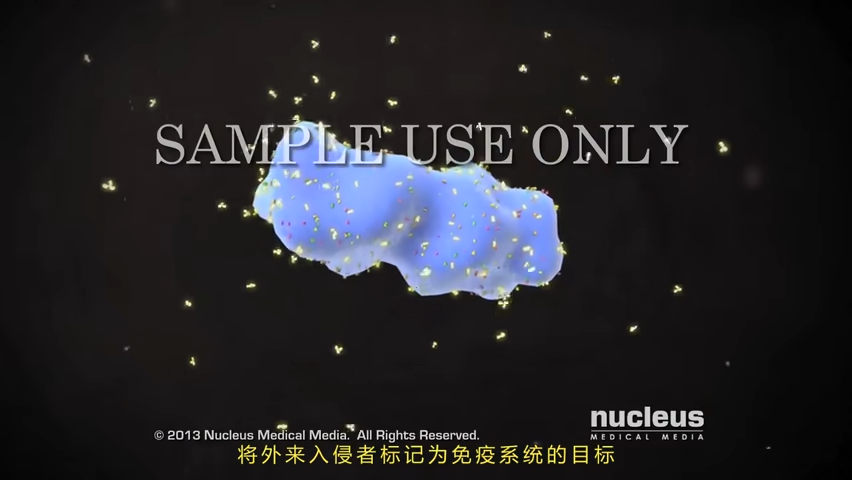 SAMPLE USE ONLY
nucleus
MEDICAL MEDIA
© 2013 Nucleus Medical Media. All Rights Reserved.
将外来入侵者标记为免疫系统的目标